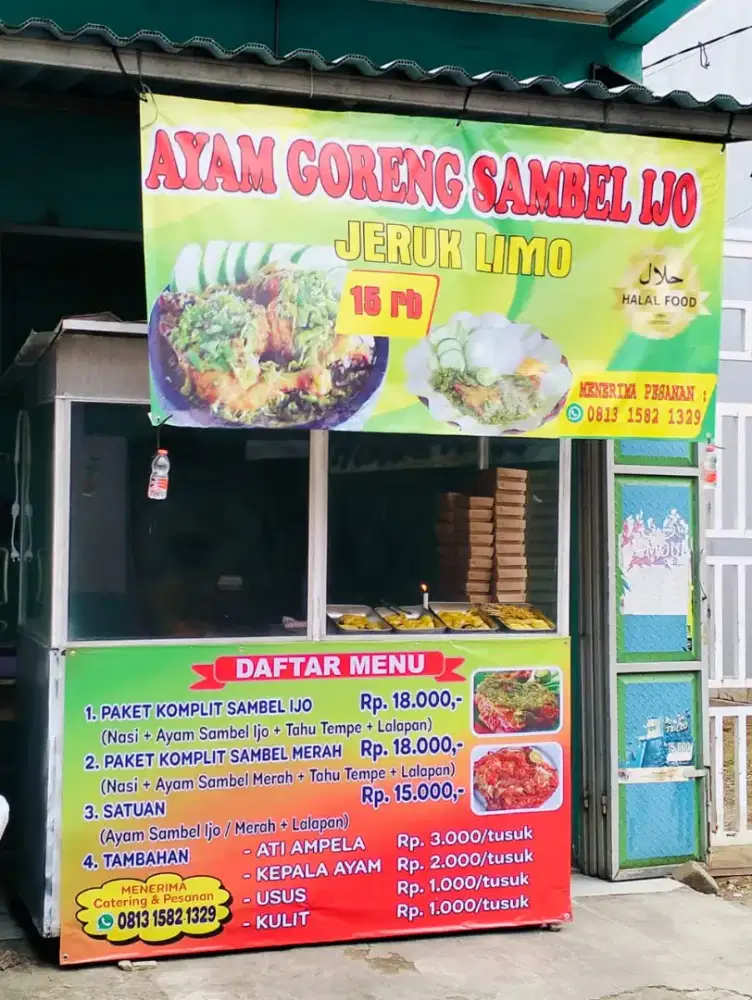 AYAM GORENG SAMBEL IJO
JERUK LIMO
15 rb
حلال
HALAL FOOD
MENERIMA PESANAN :
0813 1582 1329
DAFTAR MENU
1. PAKET KOMPLIT SAMBEL IJO Rp. 18.000,-
(Nasi + Ayam Sambel Ijo + Tahu Tempe + Lalapan)
2. PAKET KOMPLIT SAMBEL MERAH Rp. 18.000,-
(Nasi + Ayam Sambel Merah + Tahu Tempe + Lalapan)
3. SATUAN Rp. 15.000,-
(Ayam Sambel Ijo / Merah + Lalapan)
4. TAMBAHAN - ATI AMPELA Rp. 3.000/tusuk
- KEPALA AYAM Rp. 2.000/tusuk
- USUS Rp. 1.000/tusuk
- KULIT Rp. 1.000/tusuk
MENERIMA
Catering & Pesanan
0813 1582 1329